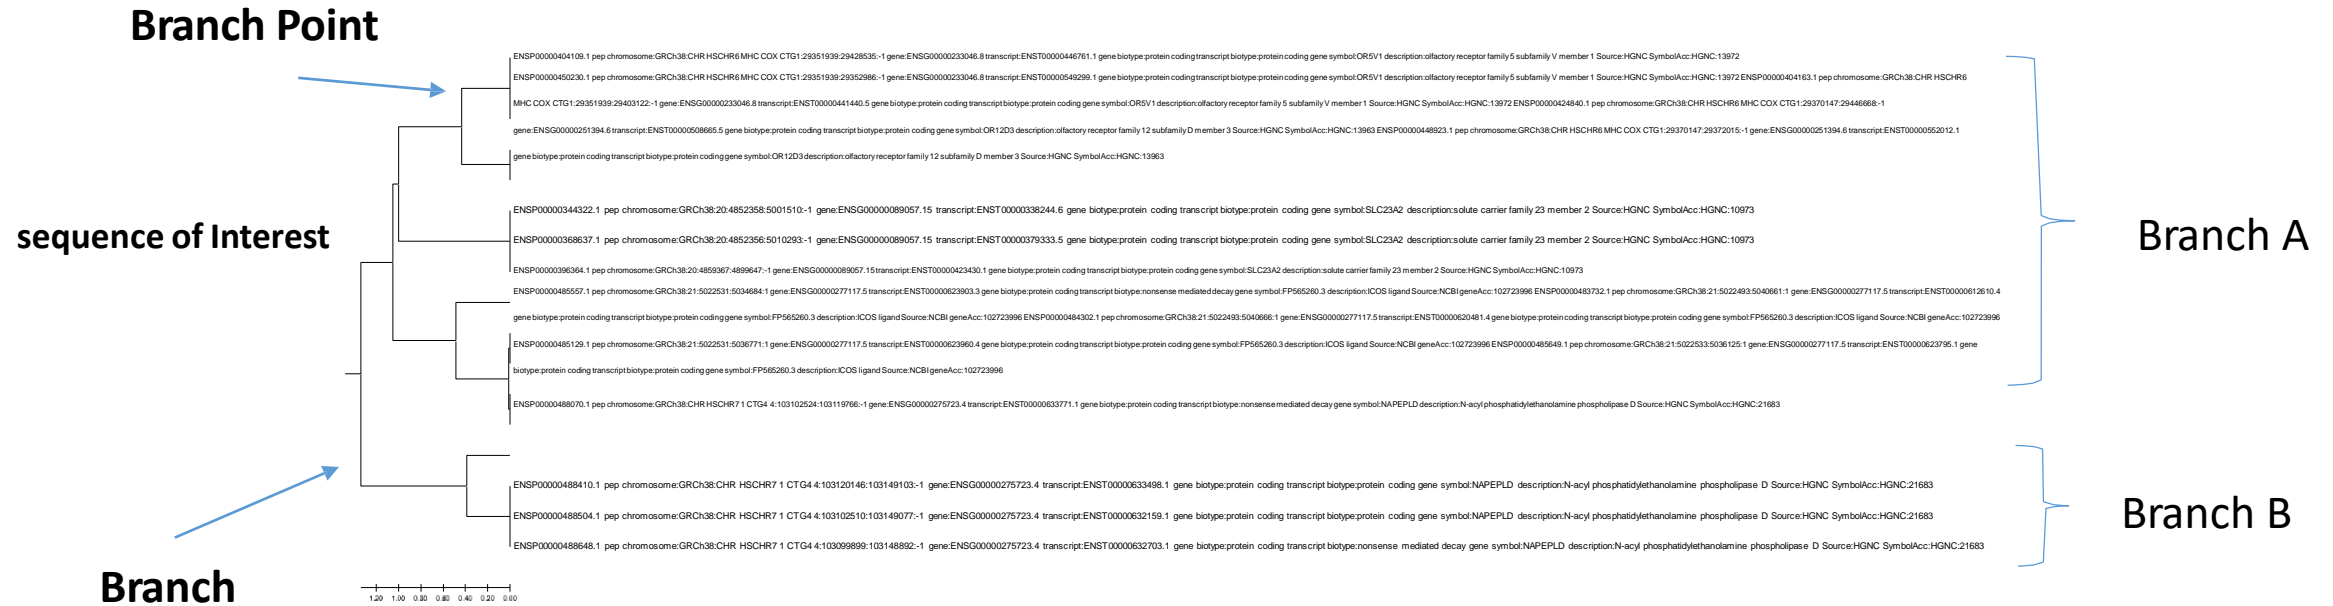 Branch Point
ENSP00000404109.1 pep chromosome:GRCh38:CHR HSCHR6 MHC COX CTG1:29351939:29428535:-1 gene:ENSG00000233046.8 transcript:ENST00000446761.1 gene biotype:protein coding transcript biotype:protein coding gene symbol:OR5V1 description:olfactory receptor family 5 subfamily V member 1 Source:HGNC SymbolAcc:HGNC:13972
ENSP00000450230.1 pep chromosome:GRCh38:CHR HSCHR6 MHC COX CTG1:29351939:29352986:-1 gene:ENSG00000233046.8 transcript:ENST00000549299.1 gene biotype:protein coding transcript biotype:protein coding gene symbol:OR5V1 description:olfactory receptor family 5 subfamily V member 1 Source:HGNC SymbolAcc:HGNC:13972 ENSP00000404163.1 pep chromosome:GRCh38:CHR HSCHR6
MHC COX CTG1:29351939:29403122:-1 gene:ENSG00000233046.8 transcript:ENST00000441440.5 gene biotype:protein coding transcript biotype:protein coding gene symbol:OR5V1 description:olfactory receptor family 5 subfamily V member 1 Source:HGNC SymbolAcc:HGNC:13972 ENSP00000424840.1 pep chromosome:GRCh38:CHR HSCHR6 MHC COX CTG1:29370147:29446668:-1
gene:ENSG00000251394.6 transcript:ENST00000508665.5 gene biotype:protein coding transcript biotype:protein coding gene symbol:OR12D3 description:olfactory receptor family 12 subfamily D member 3 Source:HGNC SymbolAcc:HGNC:13963 ENSP00000448923.1 pep chromosome:GRCh38:CHR HSCHR6 MHC COX CTG1:29370147:29372015:-1 gene:ENSG00000251394.6 transcript:ENST00000552012.1
gene biotype:protein coding transcript biotype:protein coding gene symbol:OR12D3 description:olfactory receptor family 12 subfamily D member 3 Source:HGNC SymbolAcc:HGNC:13963
ENSP00000344322.1 pep chromosome:GRCh38:20:4852358:5001510:-1 gene:ENSG00000089057.15 transcript:ENST00000338244.6 gene biotype:protein coding transcript biotype:protein coding gene symbol:SLC23A2 description:solute carrier family 23 member 2 Source:HGNC SymbolAcc:HGNC:10973
sequence of Interest
Branch A
ENSP00000368637.1 pep chromosome:GRCh38:20:4852356:5010293:-1 gene:ENSG00000089057.15 transcript:ENST00000379333.5 gene biotype:protein coding transcript biotype:protein coding gene symbol:SLC23A2 description:solute carrier family 23 member 2 Source:HGNC SymbolAcc:HGNC:10973
ENSP00000396364.1 pep chromosome:GRCh38:20:4859367:4899647:-1 gene:ENSG00000089057.15 transcript:ENST00000423430.1 gene biotype:protein coding transcript biotype:protein coding gene symbol:SLC23A2 description:solute carrier family 23 member 2 Source:HGNC SymbolAcc:HGNC:10973
ENSP00000485557.1 pep chromosome:GRCh38:21:5022531:5034684:1 gene:ENSG00000277117.5 transcript:ENST00000623903.3 gene biotype:protein coding transcript biotype:nonsense mediated decay gene symbol:FP565260.3 description:ICOS ligand Source:NCBI geneAcc:102723996 ENSP00000483732.1 pep chromosome:GRCh38:21:5022493:5040661:1 gene:ENSG00000277117.5 transcript:ENST00000612610.4
gene biotype:protein coding transcript biotype:protein coding gene symbol:FP565260.3 description:ICOS ligand Source:NCBI geneAcc:102723996 ENSP00000484302.1 pep chromosome:GRCh38:21:5022493:5040666:1 gene:ENSG00000277117.5 transcript:ENST00000620481.4 gene biotype:protein coding transcript biotype:protein coding gene symbol:FP565260.3 description:ICOS ligand Source:NCBI geneAcc:102723996
ENSP00000485129.1 pep chromosome:GRCh38:21:5022531:5036771:1 gene:ENSG00000277117.5 transcript:ENST00000623960.4 gene biotype:protein coding transcript biotype:protein coding gene symbol:FP565260.3 description:ICOS ligand Source:NCBI geneAcc:102723996 ENSP00000485649.1 pep chromosome:GRCh38:21:5022533:5036125:1 gene:ENSG00000277117.5 transcript:ENST00000623795.1 gene
biotype:protein coding transcript biotype:protein coding gene symbol:FP565260.3 description:ICOS ligand Source:NCBI geneAcc:102723996
ENSP00000488070.1 pep chromosome:GRCh38:CHR HSCHR7 1 CTG4 4:103102524:103119766:-1 gene:ENSG00000275723.4 transcript:ENST00000633771.1 gene biotype:protein coding transcript biotype:nonsense mediated decay gene symbol:NAPEPLD description:N-acyl phosphatidylethanolamine phospholipase D Source:HGNC SymbolAcc:HGNC:21683
ENSP00000488410.1 pep chromosome:GRCh38:CHR HSCHR7 1 CTG4 4:103120146:103149103:-1 gene:ENSG00000275723.4 transcript:ENST00000633498.1 gene biotype:protein coding transcript biotype:protein coding gene symbol:NAPEPLD description:N-acyl phosphatidylethanolamine phospholipase D Source:HGNC SymbolAcc:HGNC:21683
ENSP00000488504.1 pep chromosome:GRCh38:CHR HSCHR7 1 CTG4 4:103102510:103149077:-1 gene:ENSG00000275723.4 transcript:ENST00000632159.1 gene biotype:protein coding transcript biotype:protein coding gene symbol:NAPEPLD description:N-acyl phosphatidylethanolamine phospholipase D Source:HGNC SymbolAcc:HGNC:21683
Branch B
ENSP00000488648.1 pep chromosome:GRCh38:CHR HSCHR7 1 CTG4 4:103099899:103148892:-1 gene:ENSG00000275723.4 transcript:ENST00000632703.1 gene biotype:protein coding transcript biotype:nonsense mediated decay gene symbol:NAPEPLD description:N-acyl phosphatidylethanolamine phospholipase D Source:HGNC SymbolAcc:HGNC:21683
Branch
1.20 1.00 0.80 0.60 0.40 0.20 0.00